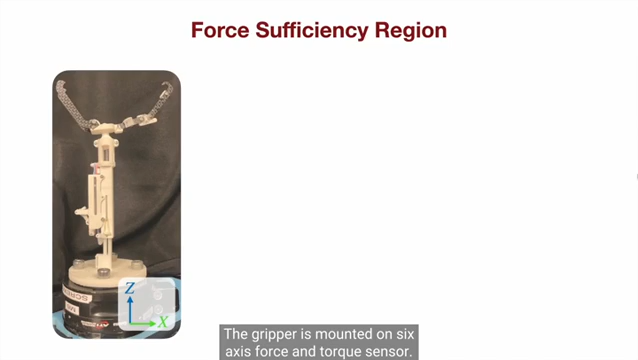 Force Sufficiency Region
Z
X
The gripper is mounted on six
axis force and torque sensor.